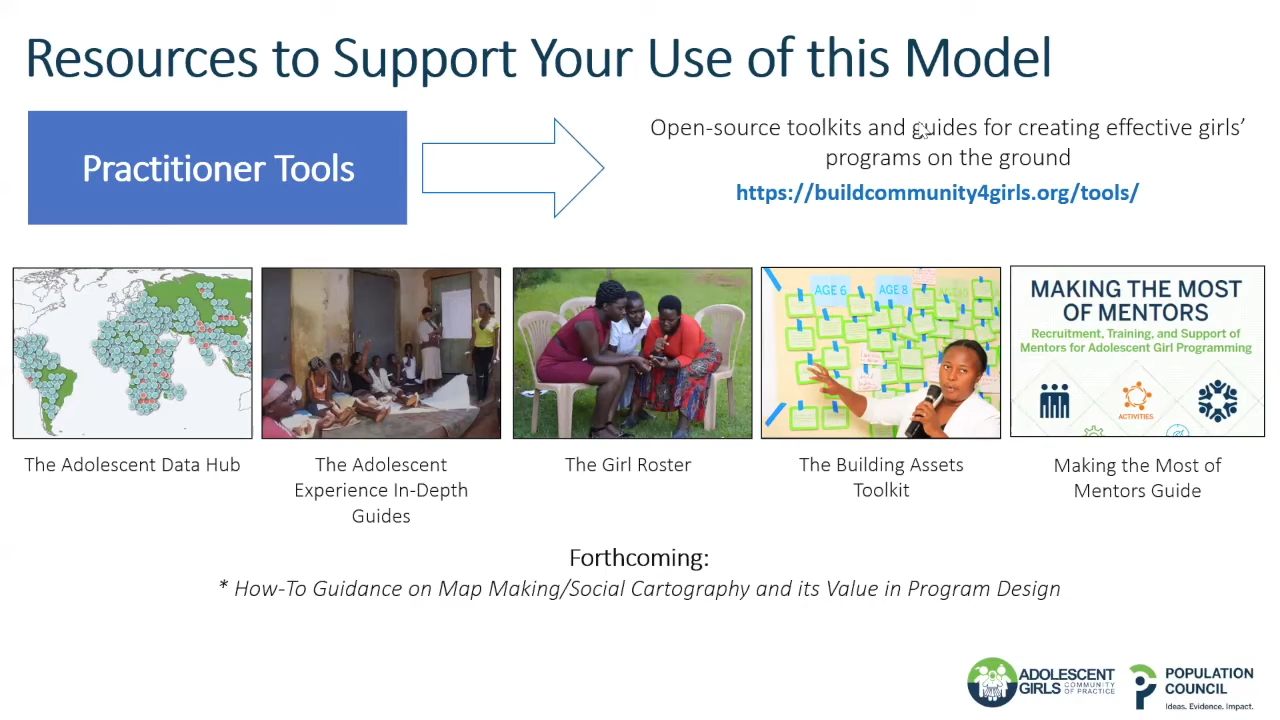 Resources to Support Your Use of this Model
Practitioner Tools
Open-source toolkits and guides for creating effective girls’
programs on the ground
https://buildcommunity4girls.org/tools/
AGE 6
AGE 8
MAKING THE MOST
OF MENTORS
Recruitment, Training, and Support of
Mentors for Adolescent Girl Programming
ACTIVITIES
The Adolescent Data Hub
The Adolescent
Experience In-Depth
Guides
The Girl Roster
The Building Assets
Toolkit
Making the Most of
Mentors Guide
Forthcoming:
* How-To Guidance on Map Making/Social Cartography and its Value in Program Design
ADOLESCENT
GIRLS COMMUNITY
OF PRACTICE
POPULATION
COUNCIL
Ideas. Evidence. Impact.